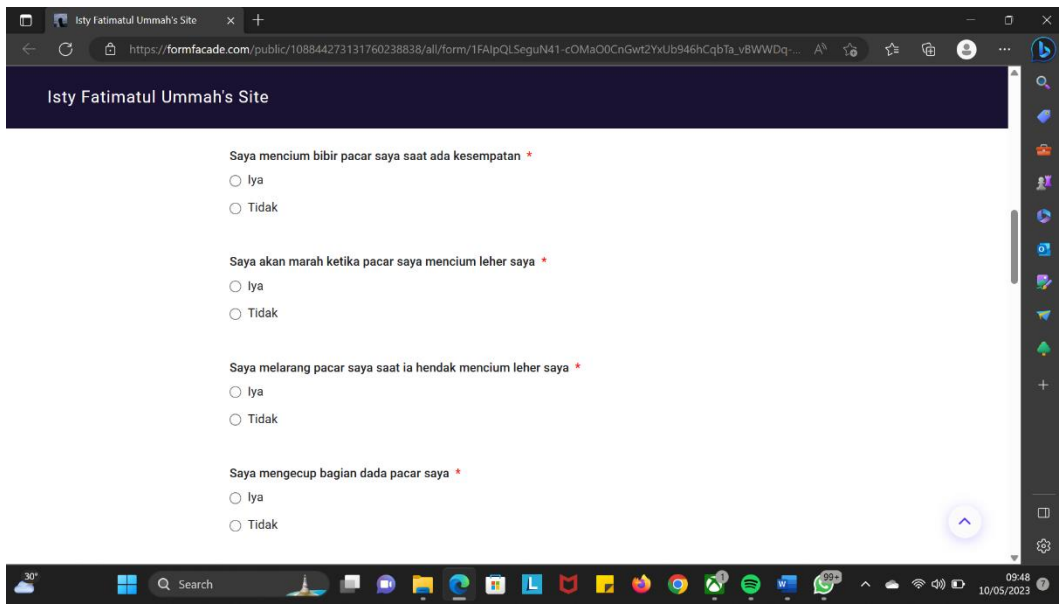 Isty Fatimatul Ummah's Site
https://formfacade.com/public/108844273131760238838/all/form/1FAIpQLSeguN41-cOMaO0CnGwt2YxUb946hCqbTa_vBWWDq-...
Isty Fatimatul Ummah's Site
Saya mencium bibir pacar saya saat ada kesempatan *
Iya
Tidak
Saya akan marah ketika pacar saya mencium leher saya *
Iya
Tidak
Saya melarang pacar saya saat ia hendak mencium leher saya *
Iya
Tidak
Saya mengecup bagian dada pacar saya *
Iya
Tidak
30°
Search
99+
09:48
10/05/2023